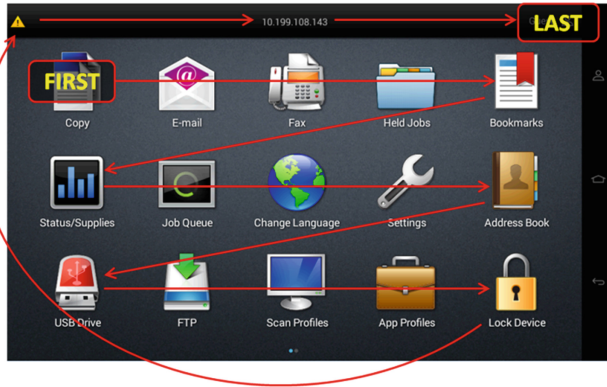 10.199.108.143
LAST
FIRST
Copy
E-mail
Fax
Held Jobs
Bookmarks
Status/Supplies
Job Queue
Change Language
Settings
Address Book
USB Drive
FTP
Scan Profiles
App Profiles
Lock Device